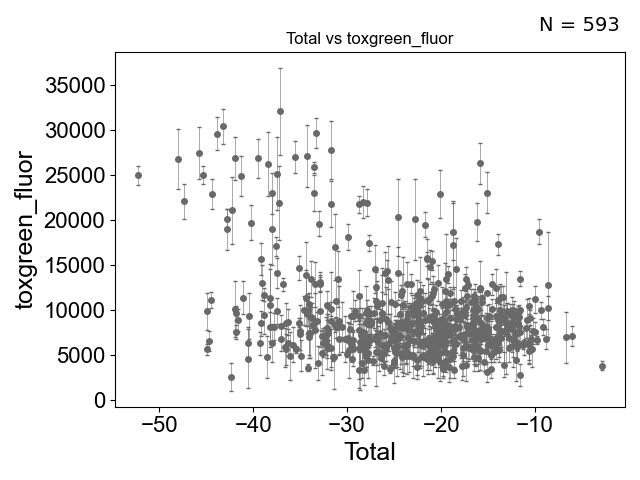 N = 593
Total vs toxgreen_fluor
35000
30000
25000
20000
15000
10000
5000
0
toxgreen_fluor
−50 −40 −30 −20 −10
Total